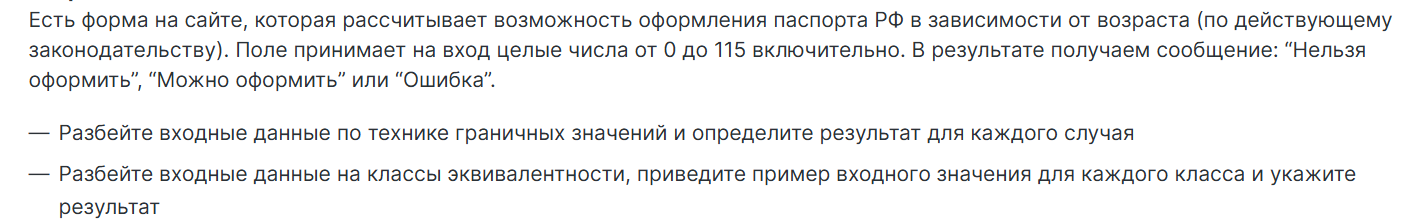 Есть форма на сайте, которая рассчитывает возможность оформления паспорта РФ в зависимости от возраста (по действующему
законодательству). Поле принимает на вход целые числа от 0 до 115 включительно. В результате получаем сообщение: “Нельзя
оформить”, “Можно оформить” или “Ошибка”.
— Разбейте входные данные по технике граничных значений и определите результат для каждого случая
— Разбейте входные данные на классы эквивалентности, приведите пример входного значения для каждого класса и укажите
результат